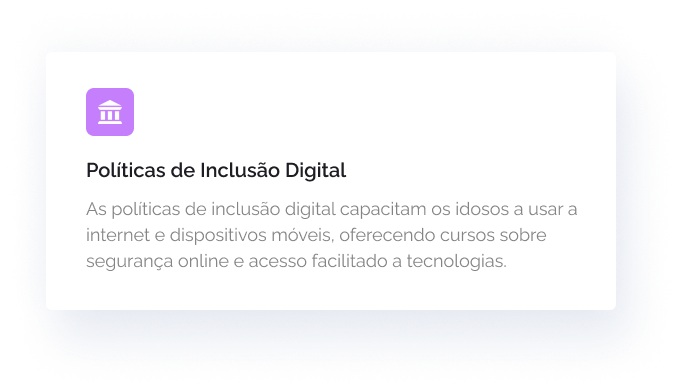 Políticas de Inclusão Digital
As políticas de inclusão digital capacitam os idosos a usar a
internet e dispositivos móveis, oferecendo cursos sobre
segurança online e acesso facilitado a tecnologias.